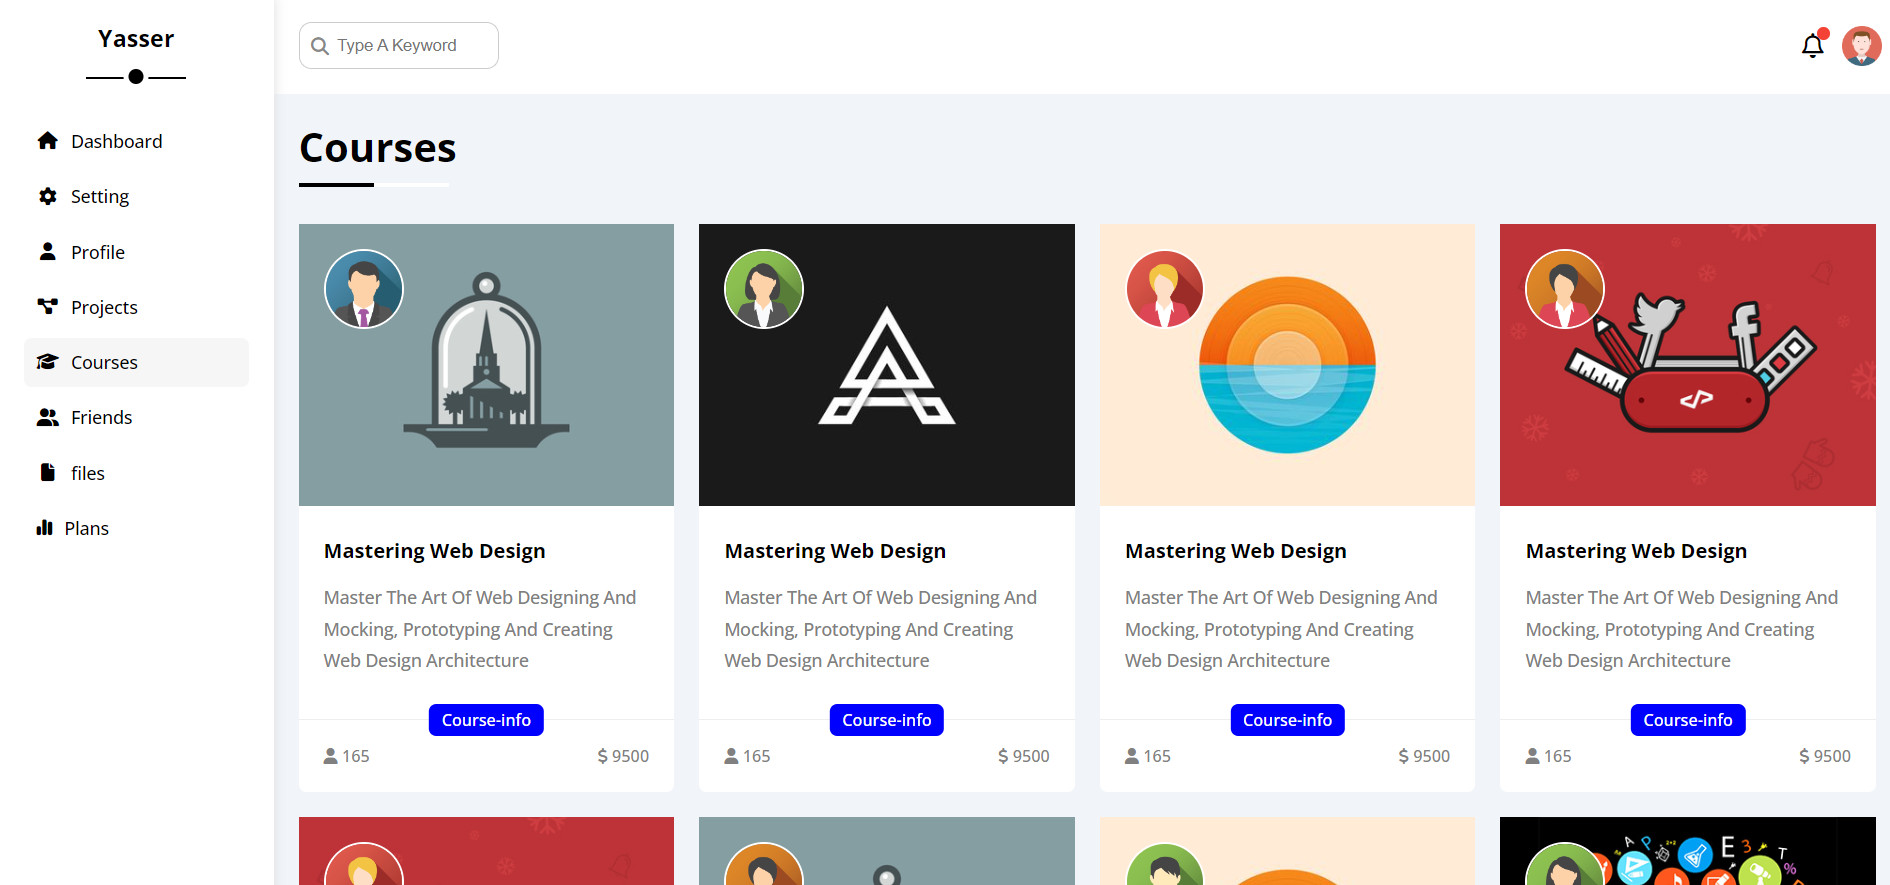 Yasser
Type A Keyword
Dashboard
Setting
Profile
Projects
Courses
Friends
files
Plans
Courses
Mastering Web Design
Master The Art Of Web Designing And
Mocking, Prototyping And Creating
Web Design Architecture
Course-info
165
$ 9500
Mastering Web Design
Master The Art Of Web Designing And
Mocking, Prototyping And Creating
Web Design Architecture
Course-info
165
$ 9500
Mastering Web Design
Master The Art Of Web Designing And
Mocking, Prototyping And Creating
Web Design Architecture
Course-info
165
$ 9500
</>
Mastering Web Design
Master The Art Of Web Designing And
Mocking, Prototyping And Creating
Web Design Architecture
Course-info
165
$ 9500
A P E 3 T %